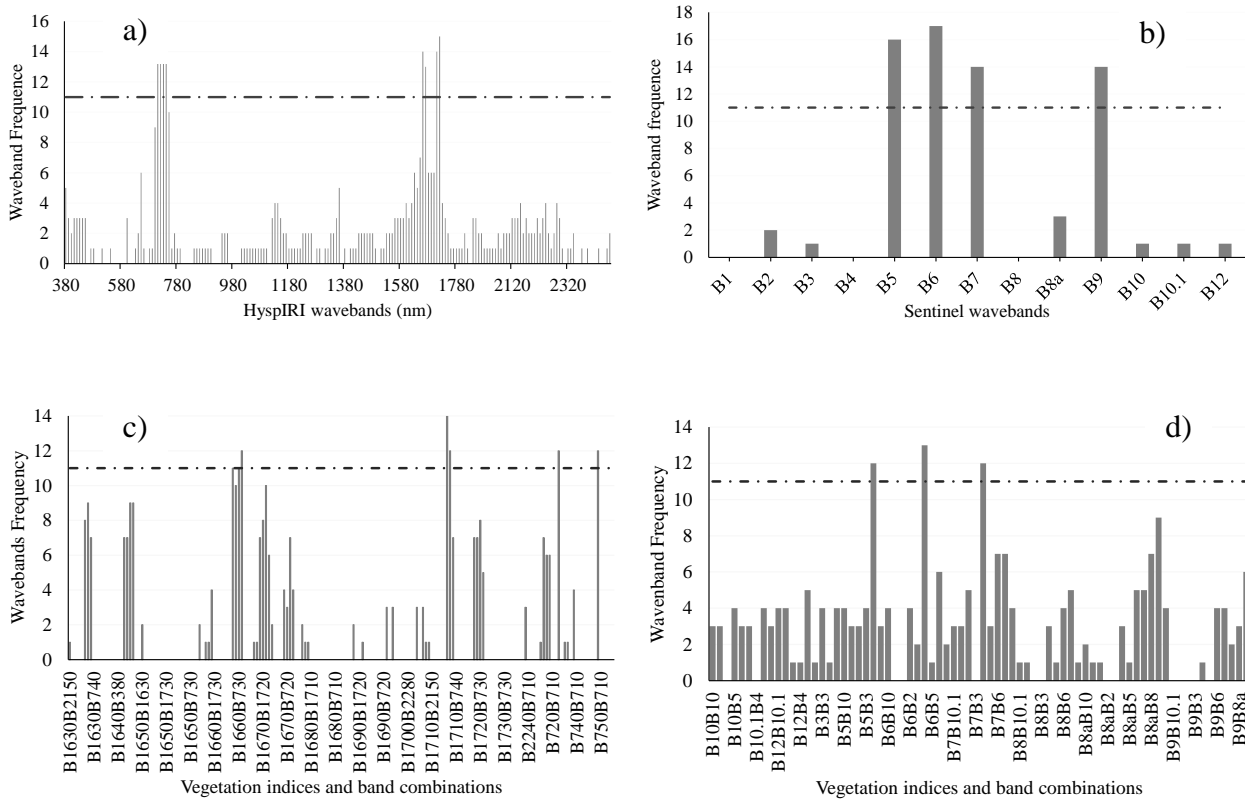 a)
Waveband Frequence
16
14
12
10
8
6
4
2
0
380 580 780 980 1180 1380 1580 1780 1720 2120 2320
HyspIRI wavebands (nm)
b)
Waveband frequence
18
16
14
12
10
8
6
4
2
0
B1 B2 B3 B4 B5 B6 B7 B8 B8a B9 B10 B10.1 B12
Sentinel wavebands
c)
Wavebands Frequency
14
12
10
8
6
4
2
0
B1630B2150 B1630B740 B1640B380 B1650B1630 B1650B1730 B1650B730 B1660B1730 B1660B730 B1670B1720 B1670B720 B1680B1710 B1680B710 B1690B1720 B1690B720 B1700B2280 B1710B2150 B1710B740 B1720B730 B1730B730 B2240B710 B720B710 B740B710 B750B710
Vegetation indices and band combinations
d)
Wavenband Frequency
14
12
10
8
6
4
2
0
B10B10 B10B5 B10.1B4 B12B10.1 B12B4 B3B3 B5B10 B5B3 B6B10 B6B2 B6B5 B7B10.1 B7B3 B7B6 B8B10.1 B8B3 B8B6 B8aB10 B8aB2 B8aB5 B8aB8 B9B10.1 B9B3 B9B6 B9B8a
Vegetation indices and band combinations